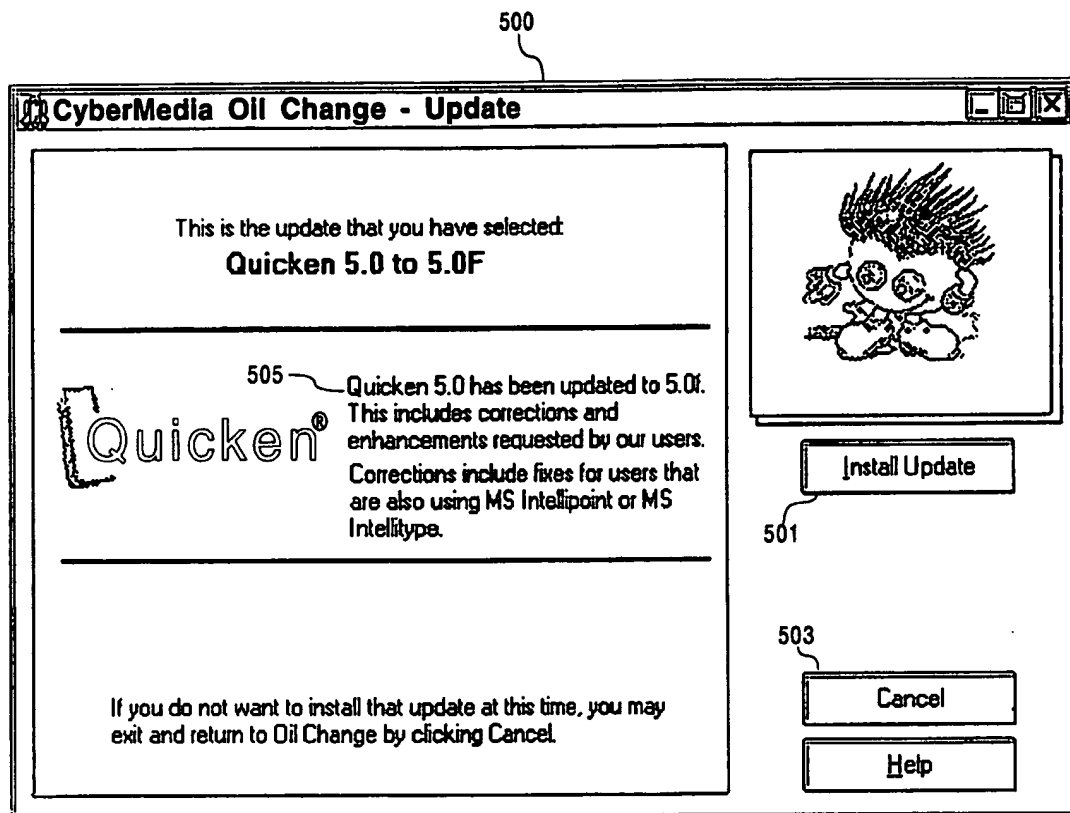 500
CyberMedia Oil Change - Update
This is the update that you have selected:
Quicken 5.0 to 5.0F
505
Quicken 5.0 has been updated to 5.0f.
This includes corrections and
enhancements requested by our users.
Quicken®
Corrections include fixes for users that
are also using MS Intellipoint or MS
Intellitype.
Install Update
501
503
If you do not want to install that update at this time, you may
exit and return to Oil Change by clicking Cancel.
Cancel
Help